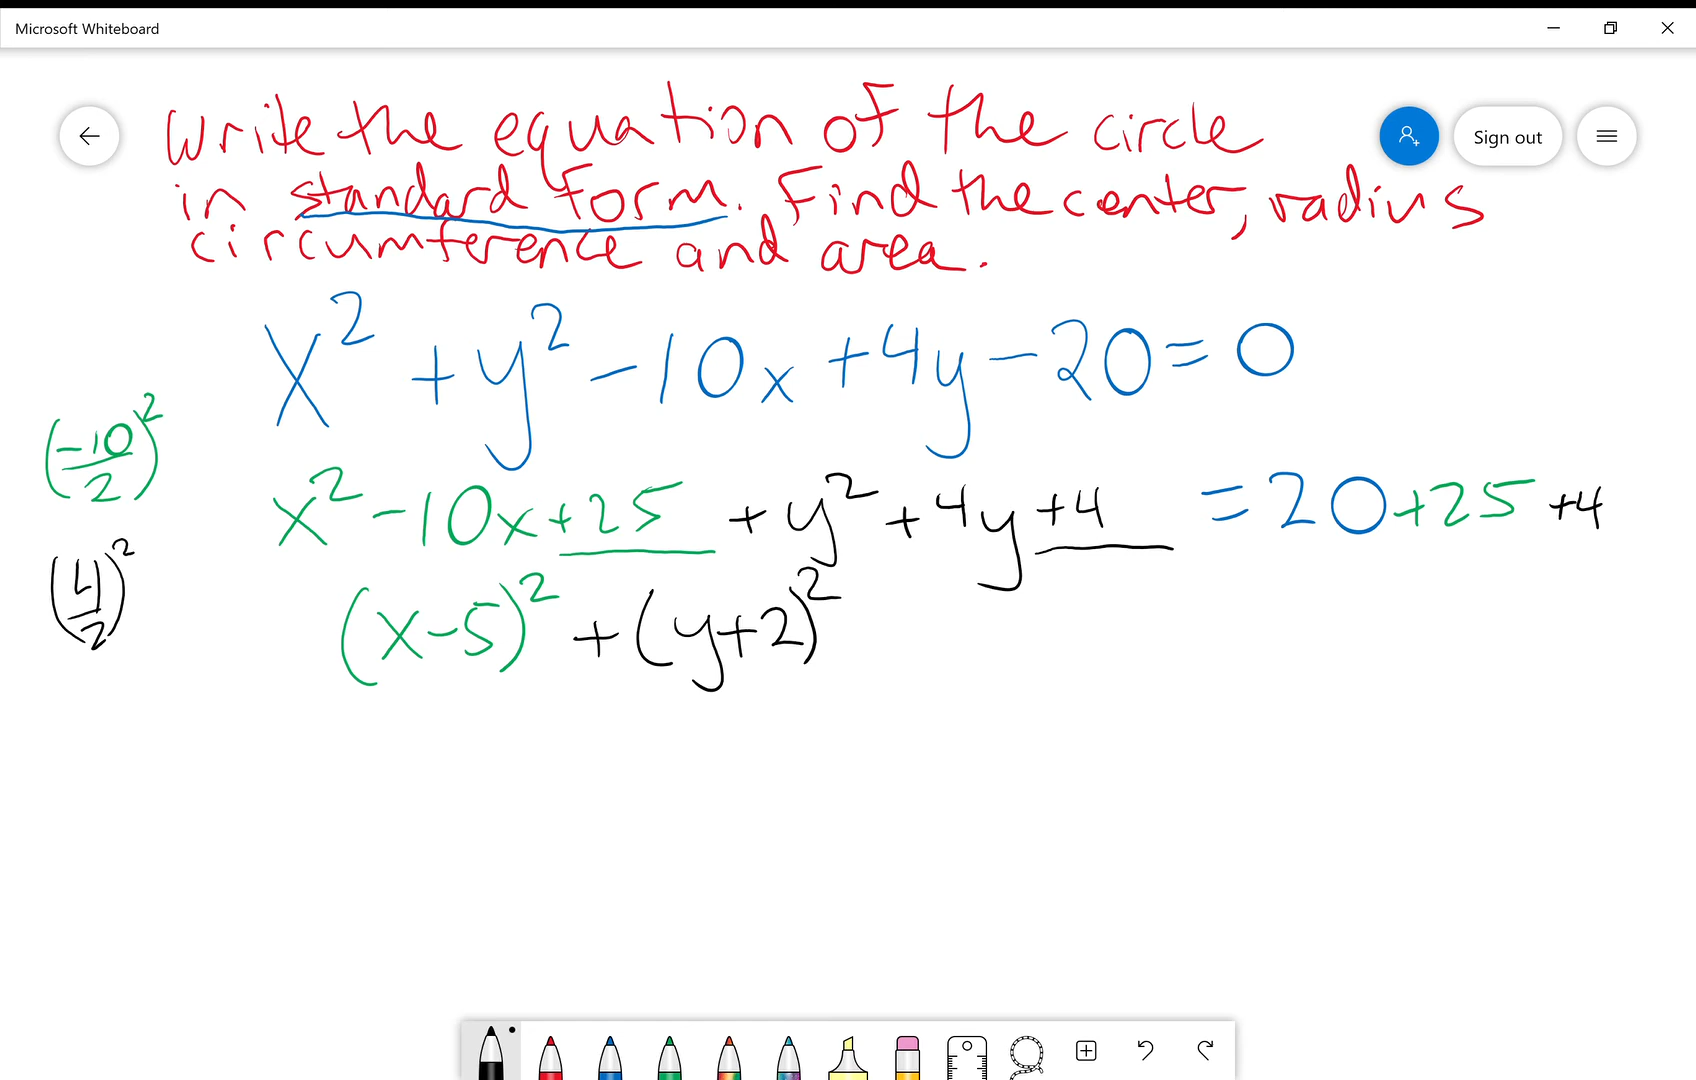 Microsoft Whiteboard
Write the equation of the circle
in standard form. Find the center, radius
Sign out
circumference and area.
x² + y² - 10x + 4y - 20 = 0
(-10/2)²
x² - 10x + 25 + y² + 4y + 4 = 20 + 25 + 4
(4/2)²
(x - 5)² + (y + 2)²